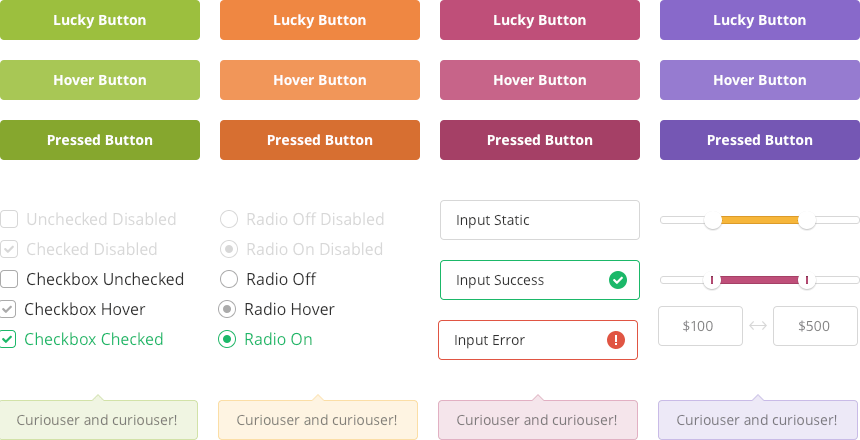 Lucky Button Lucky Button Lucky Button Lucky Button
Hover Button Hover Button Hover Button Hover Button
Pressed Button Pressed Button Pressed Button Pressed Button
Unchecked Disabled Radio Off Disabled Input Static
Checked Disabled Radio On Disabled
Checkbox Unchecked Radio Off Input Success
Checkbox Hover Radio Hover
$100 $500
Checkbox Checked Radio On Input Error
Curiouser and curiouser! Curiouser and curiouser! Curiouser and curiouser! Curiouser and curiouser!